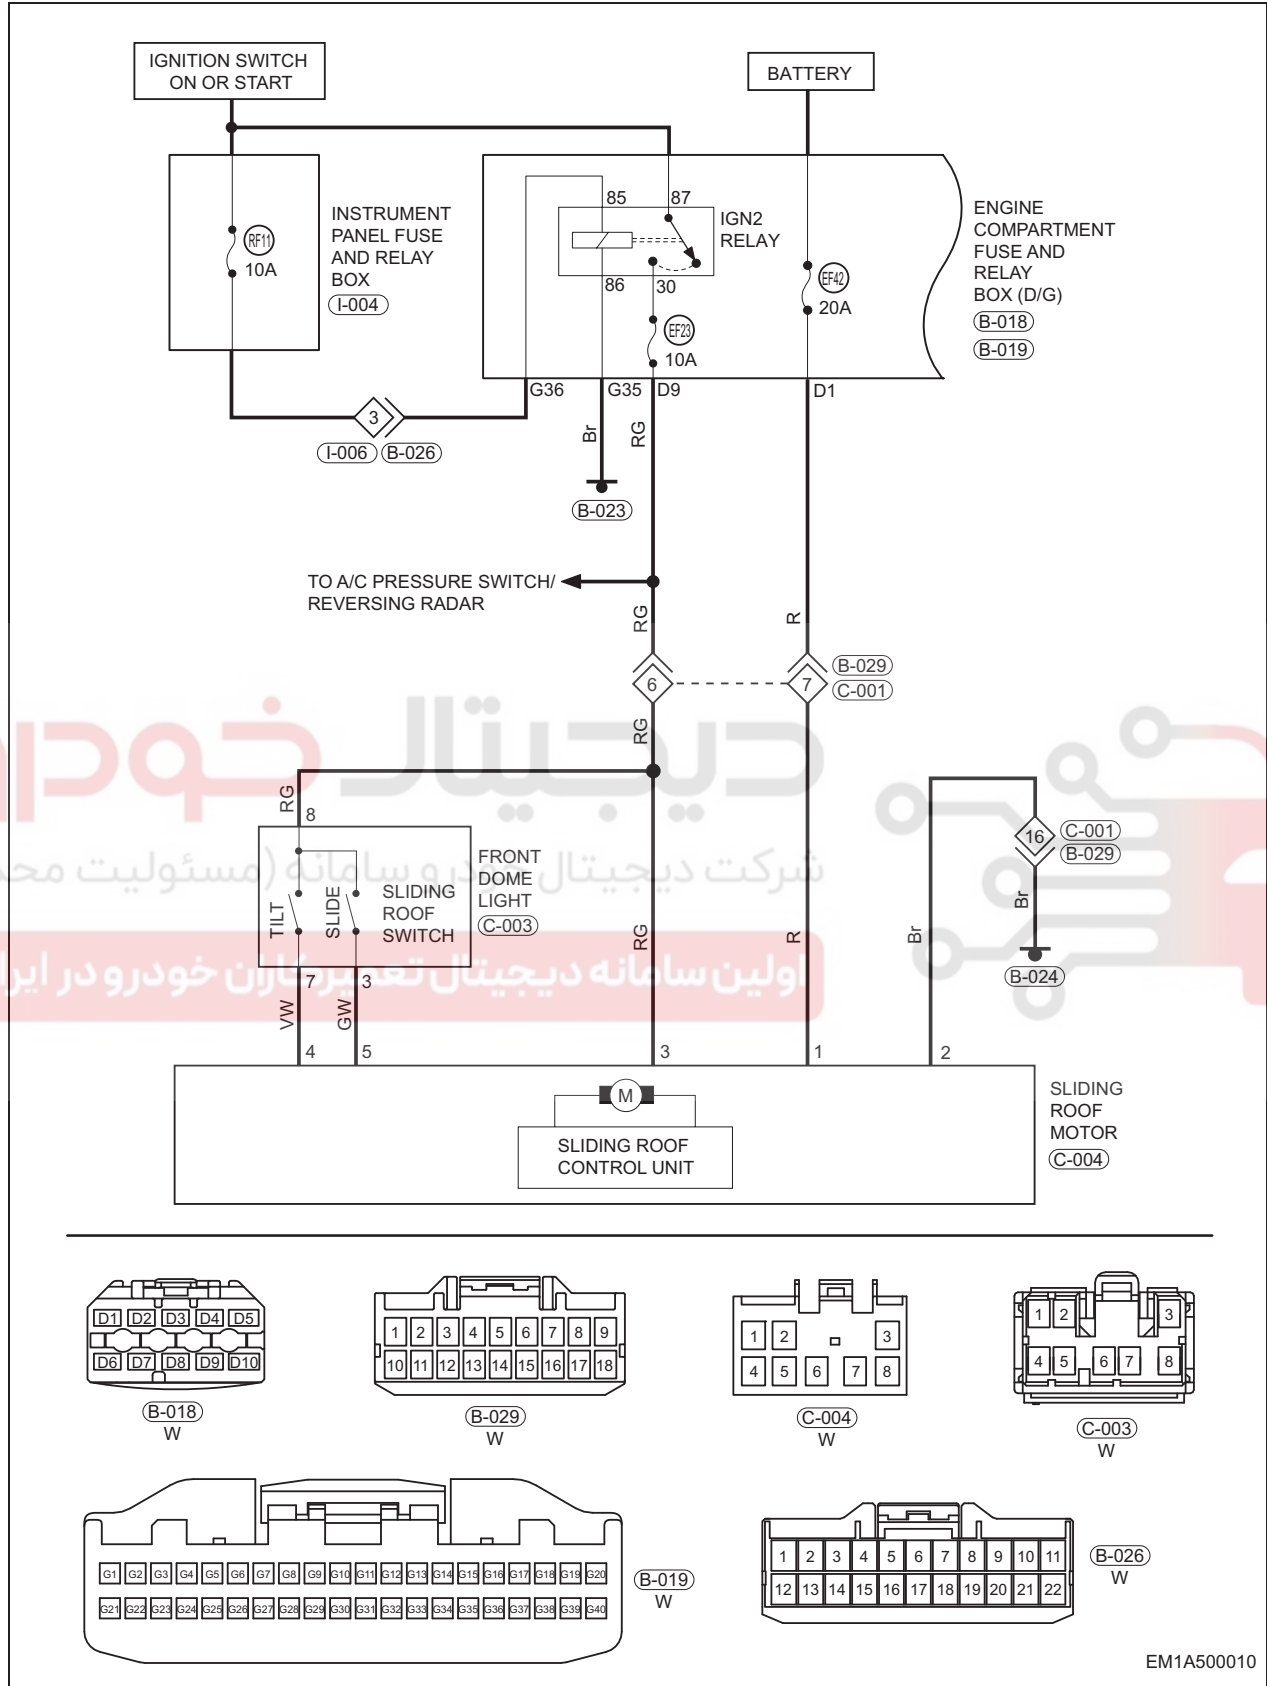 IGNITION SWITCH
ON OR START
BATTERY
RF11
10A
INSTRUMENT
PANEL FUSE
AND RELAY
BOX
I-004
85
87
IGN2
RELAY
86
30
EF23
10A
EF42
20A
ENGINE
COMPARTMENT
FUSE AND
RELAY
BOX (D/G)
B-018
B-019
G36
G35
D9
D1
3
I-006
B-026
Br
RG
B-023
TO A/C PRESSURE SWITCH/
REVERSING RADAR
RG
R
6
7
B-029
C-001
RG
دیجیتال خودرو
RG
8
16
C-001
B-029
شرکت دیجیتال خودرو سامانه (مسئولیت
TILT
SLIDE
SLIDING
ROOF
SWITCH
FRONT
DOME
LIGHT
C-003
RG
R
Br
Br
B-024
اولین سامانه دیجیتال تعمیرکاران خودرو در ایران
7
3
VW
GW
4
5
3
1
2
M
SLIDING ROOF
CONTROL UNIT
SLIDING
ROOF
MOTOR
C-004
D1 D2 D3 D4 D5
D6 D7 D8 D9 D10
B-018
W
1 2 3 4 5 6 7 8 9
10 11 12 13 14 15 16 17 18
B-029
W
1 2 3
4 5 6 7 8
C-004
W
1 2 3
4 5 6 7 8
C-003
W
G1 G2 G3 G4 G5 G6 G7 G8 G9 G10 G11 G12 G13 G14 G15 G16 G17 G18 G19 G20
G21 G22 G23 G24 G25 G26 G27 G28 G29 G30 G31 G32 G33 G34 G35 G36 G37 G38 G39 G40
B-019
W
1 2 3 4 5 6 7 8 9 10 11
12 13 14 15 16 17 18 19 20 21 22
B-026
W
EM1A500010